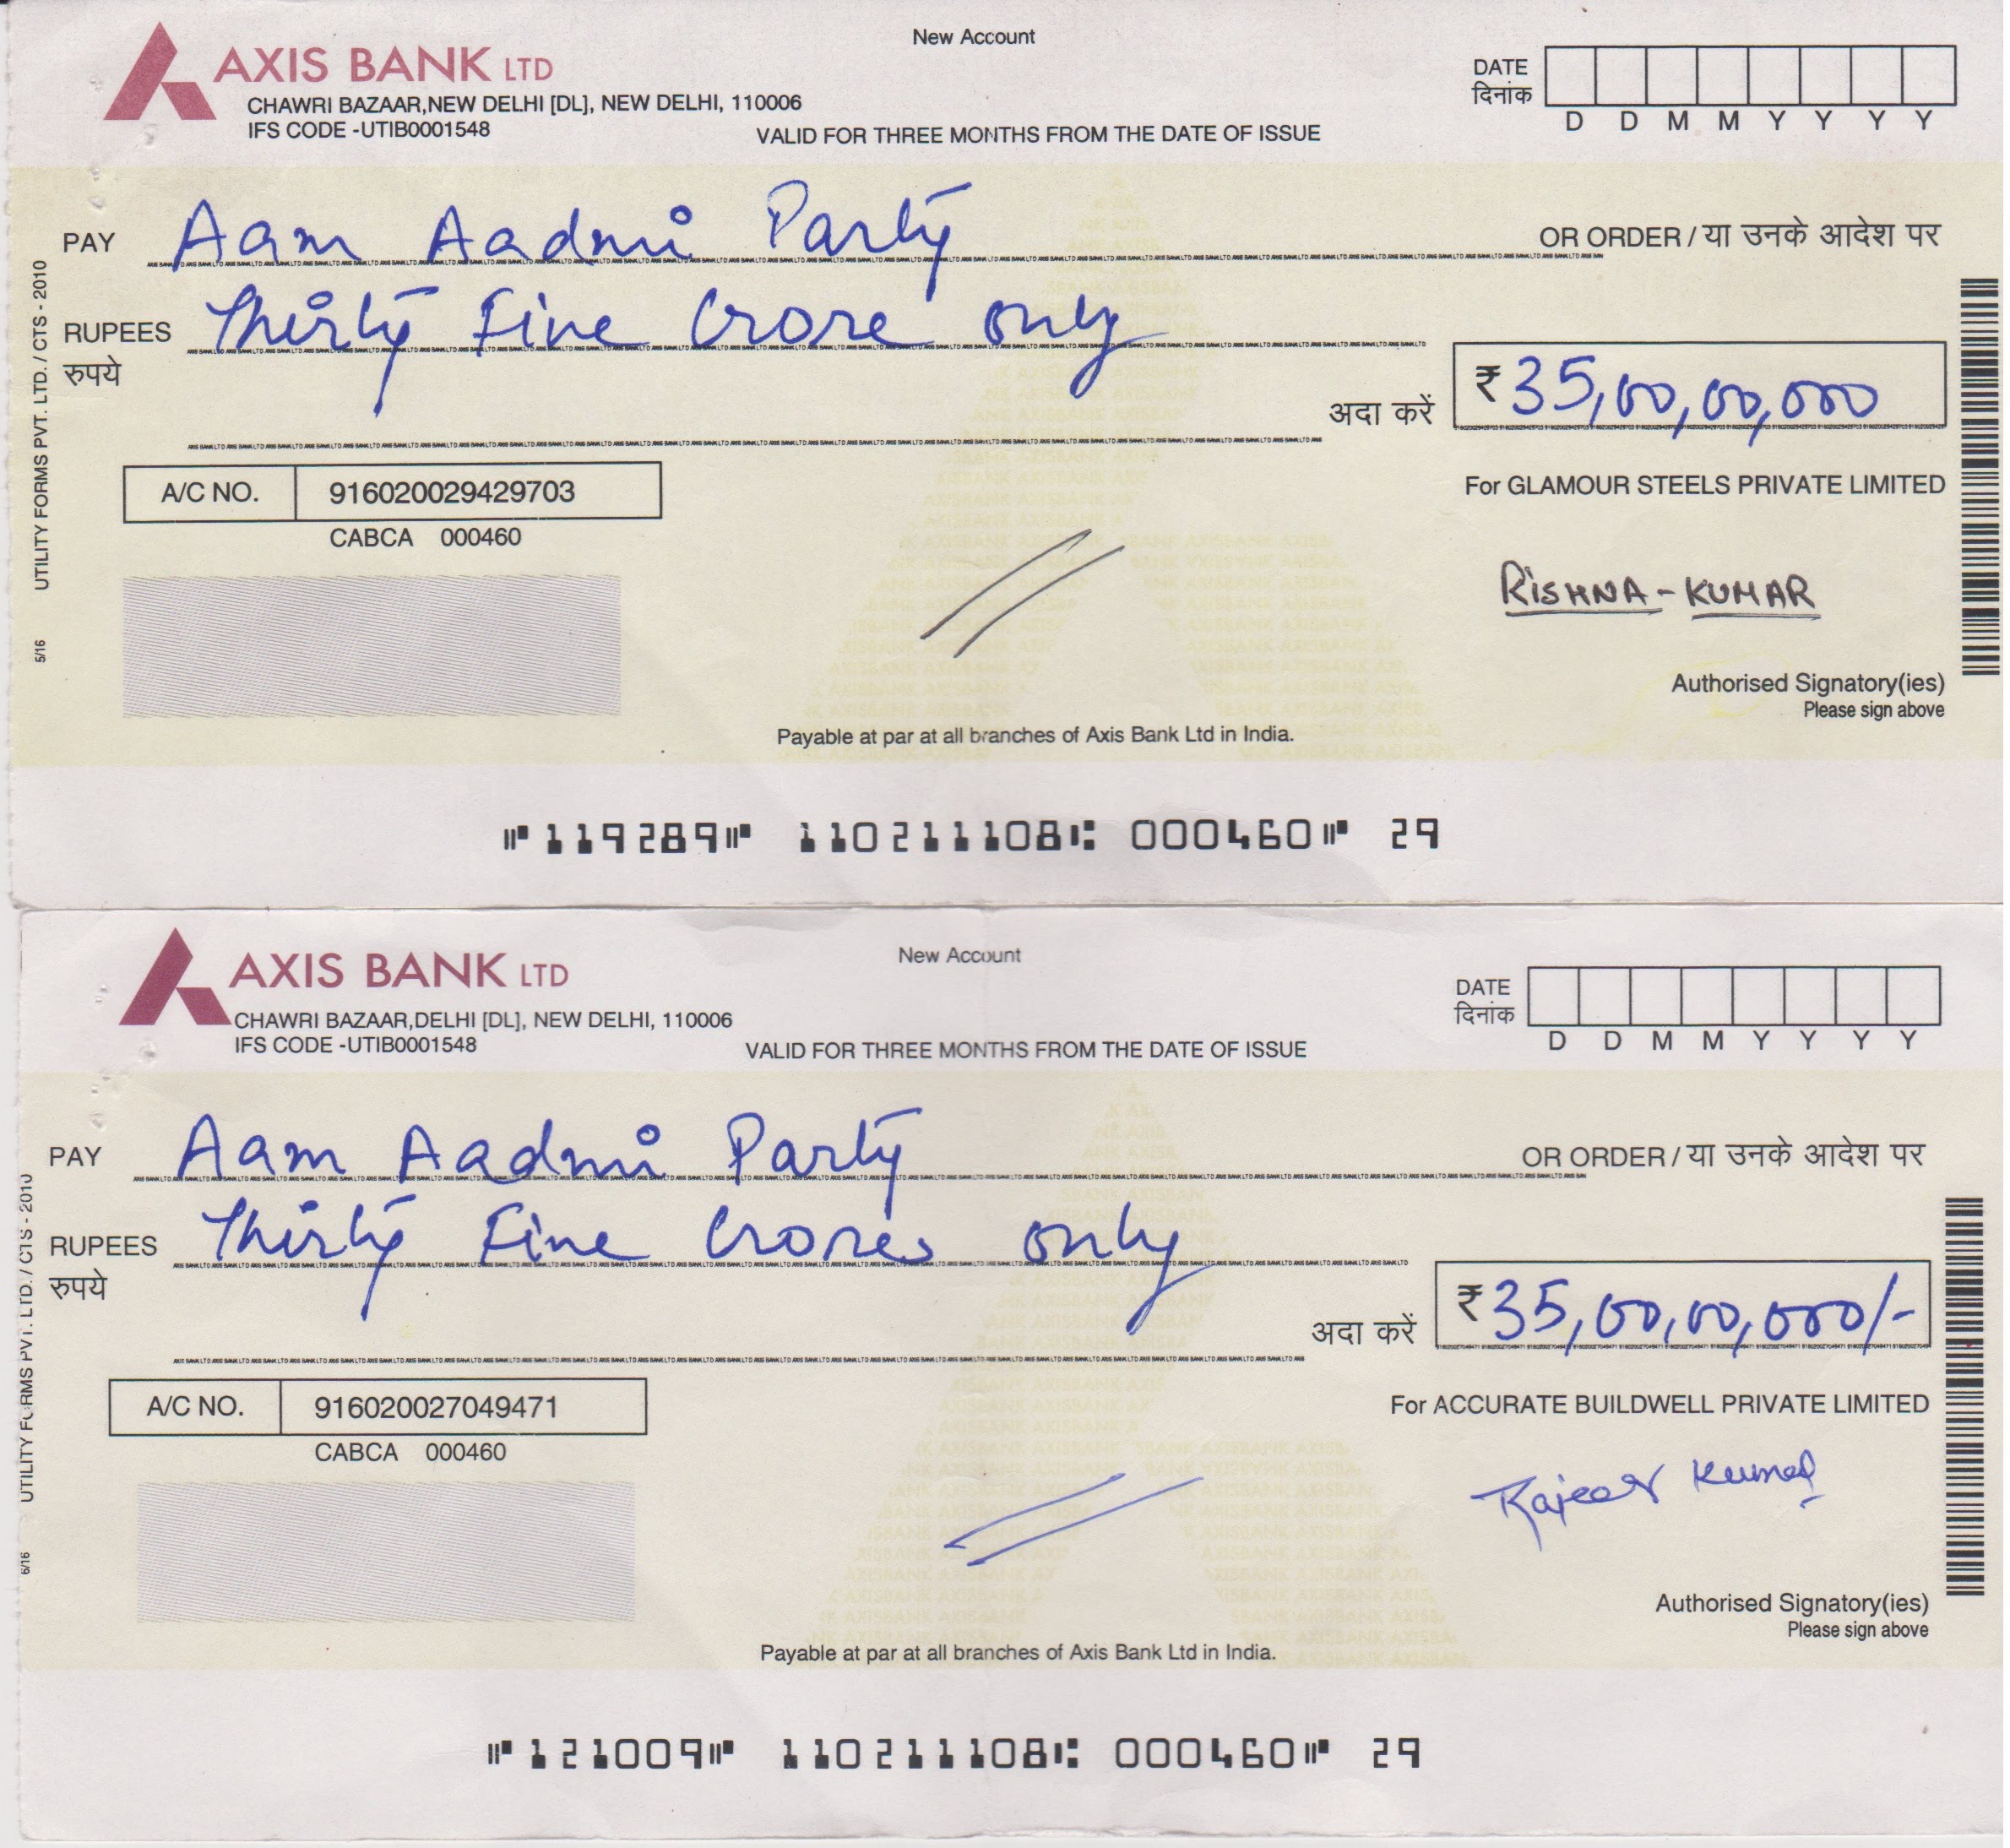 AXIS BANK LTD
New Account
CHAWRI BAZAAR,NEW DELHI [DL], NEW DELHI, 110006
IFS CODE -UTIB0001548
VALID FOR THREE MONTHS FROM THE DATE OF ISSUE
DATE
दिनांक
D D M M Y Y Y Y
PAY Aam Aadmi Party OR ORDER / या उनके आदेश पर
RUPEES Thirty Five Crore only
रुपये
अदा करें ₹ 35,00,00,000
A/C NO. 916020029429703
CABCA 000460
For GLAMOUR STEELS PRIVATE LIMITED
RISHNA - KUMAR
Authorised Signatory(ies)
Please sign above
Payable at par at all branches of Axis Bank Ltd in India.
UTILITY FORMS PVT. LTD. / CTS - 2010
5/16
⑈119289⑈ 110211108⑆ 000460⑈ 29
AXIS BANK LTD
New Account
CHAWRI BAZAAR,DELHI [DL], NEW DELHI, 110006
IFS CODE -UTIB0001548
VALID FOR THREE MONTHS FROM THE DATE OF ISSUE
DATE
दिनांक
D D M M Y Y Y Y
PAY Aam Aadmi Party OR ORDER / या उनके आदेश पर
RUPEES Thirty Five Crores only
रुपये
अदा करें ₹ 35,00,00,000/-
A/C NO. 916020027049471
CABCA 000460
For ACCURATE BUILDWELL PRIVATE LIMITED
Kumar
Authorised Signatory(ies)
Please sign above
Payable at par at all branches of Axis Bank Ltd in India.
UTILITY FORMS PVT. LTD. / CTS - 2010
6/16
⑈121009⑈ 110211108⑆ 000460⑈ 29